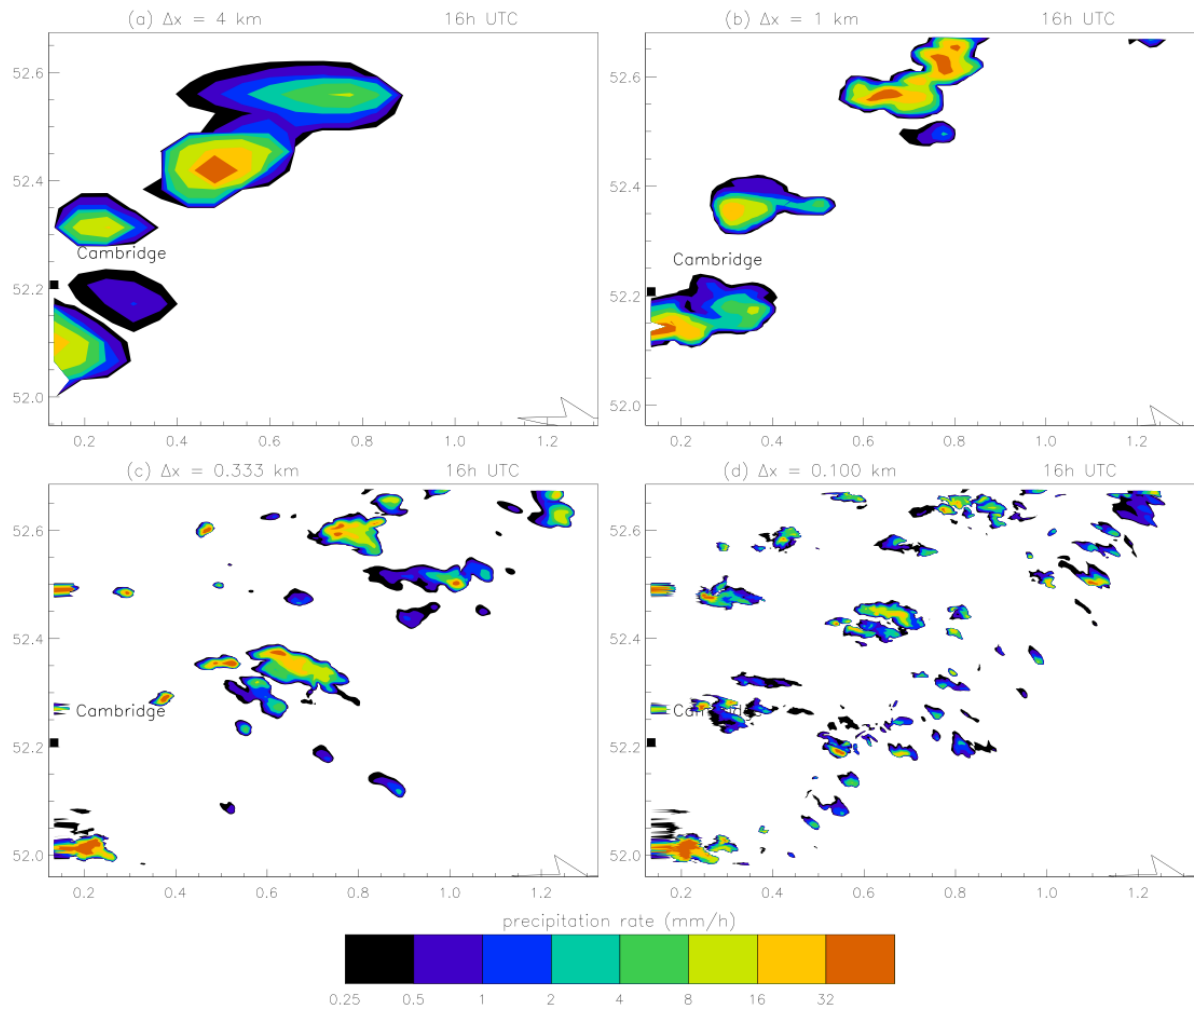 (a) Δx = 4 km 16h UTC
(b) Δx = 1 km 16h UTC
52.6
52.4
52.2
52.0
Cambridge
0.2 0.4 0.6 0.8 1.0 1.2
52.6
52.4
52.2
52.0
Cambridge
0.2 0.4 0.6 0.8 1.0 1.2
(c) Δx = 0.333 km 16h UTC
(d) Δx = 0.100 km 16h UTC
52.6
52.4
52.2
52.0
Cambridge
0.2 0.4 0.6 0.8 1.0 1.2
52.6
52.4
52.2
52.0
Cambridge
0.2 0.4 0.6 0.8 1.0 1.2
precipitation rate (mm/h)
0.25 0.5 1 2 4 8 16 32